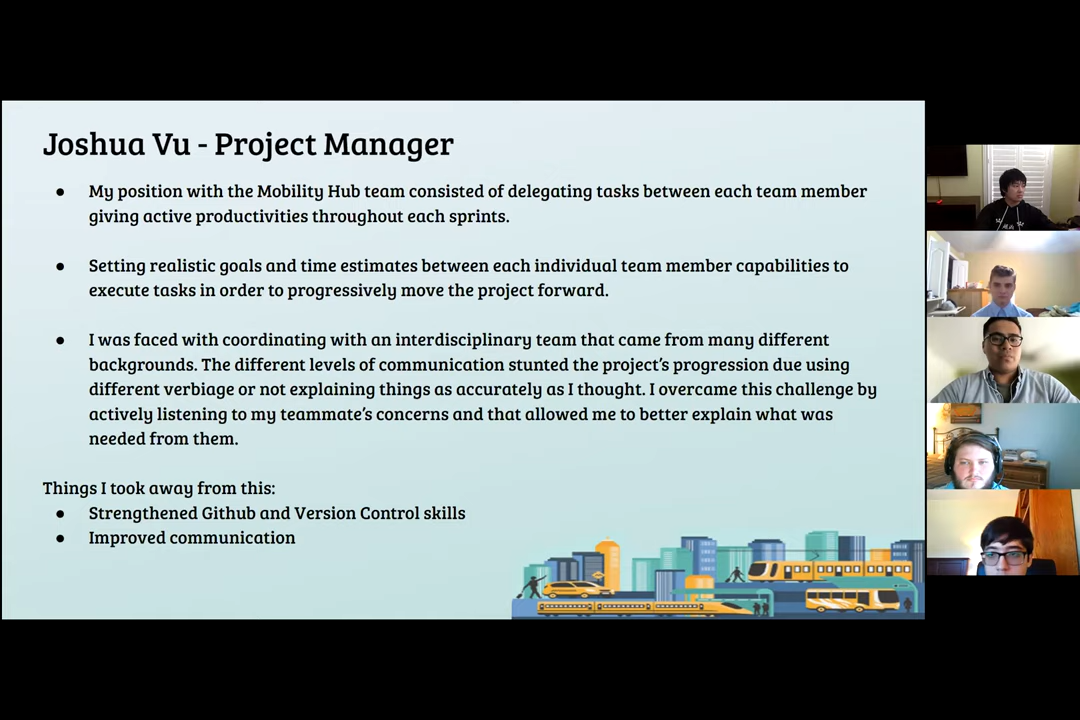 Joshua Vu - Project Manager
● My position with the Mobility Hub team consisted of delegating tasks between each team member
giving active productivities throughout each sprints.
● Setting realistic goals and time estimates between each individual team member capabilities to
execute tasks in order to progressively move the project forward.
● I was faced with coordinating with an interdisciplinary team that came from many different
backgrounds. The different levels of communication stunted the project's progression due using
different verbiage or not explaining things as accurately as I thought. I overcame this challenge by
actively listening to my teammate's concerns and that allowed me to better explain what was
needed from them.
Things I took away from this:
● Strengthened Github and Version Control skills
● Improved communication